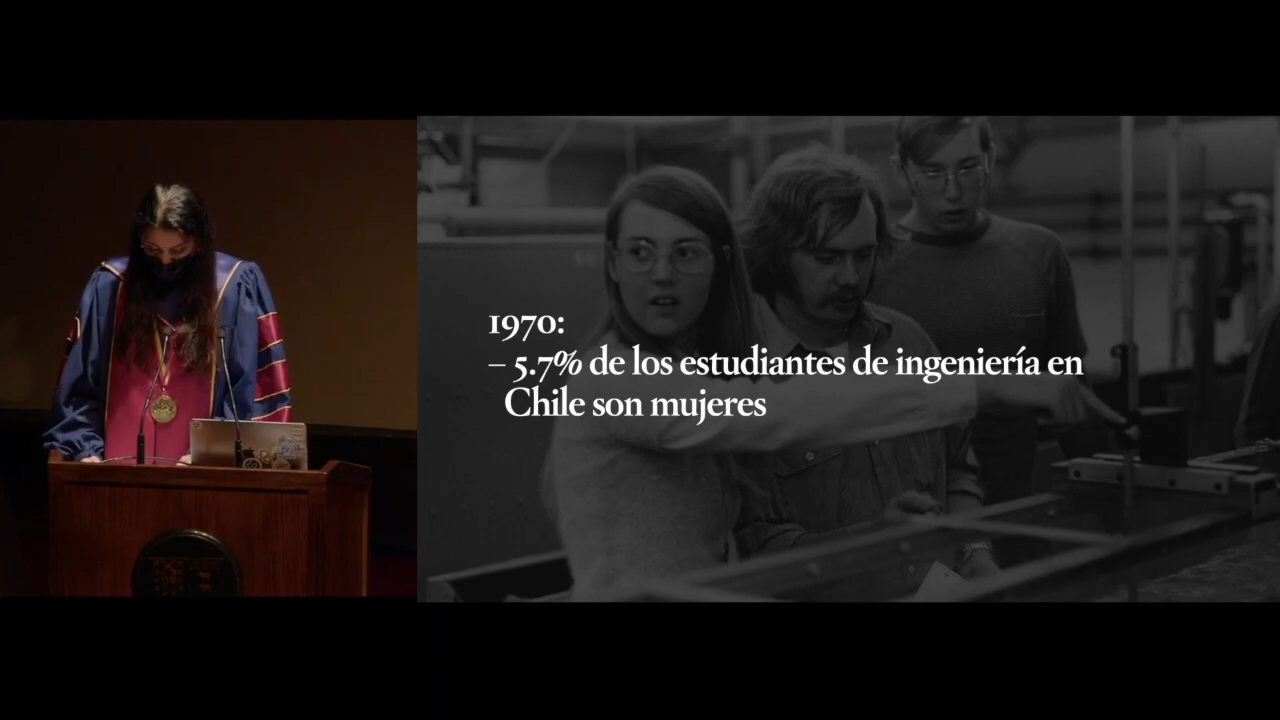 1970:
– 5.7% de los estudiantes de ingeniería en
Chile son mujeres